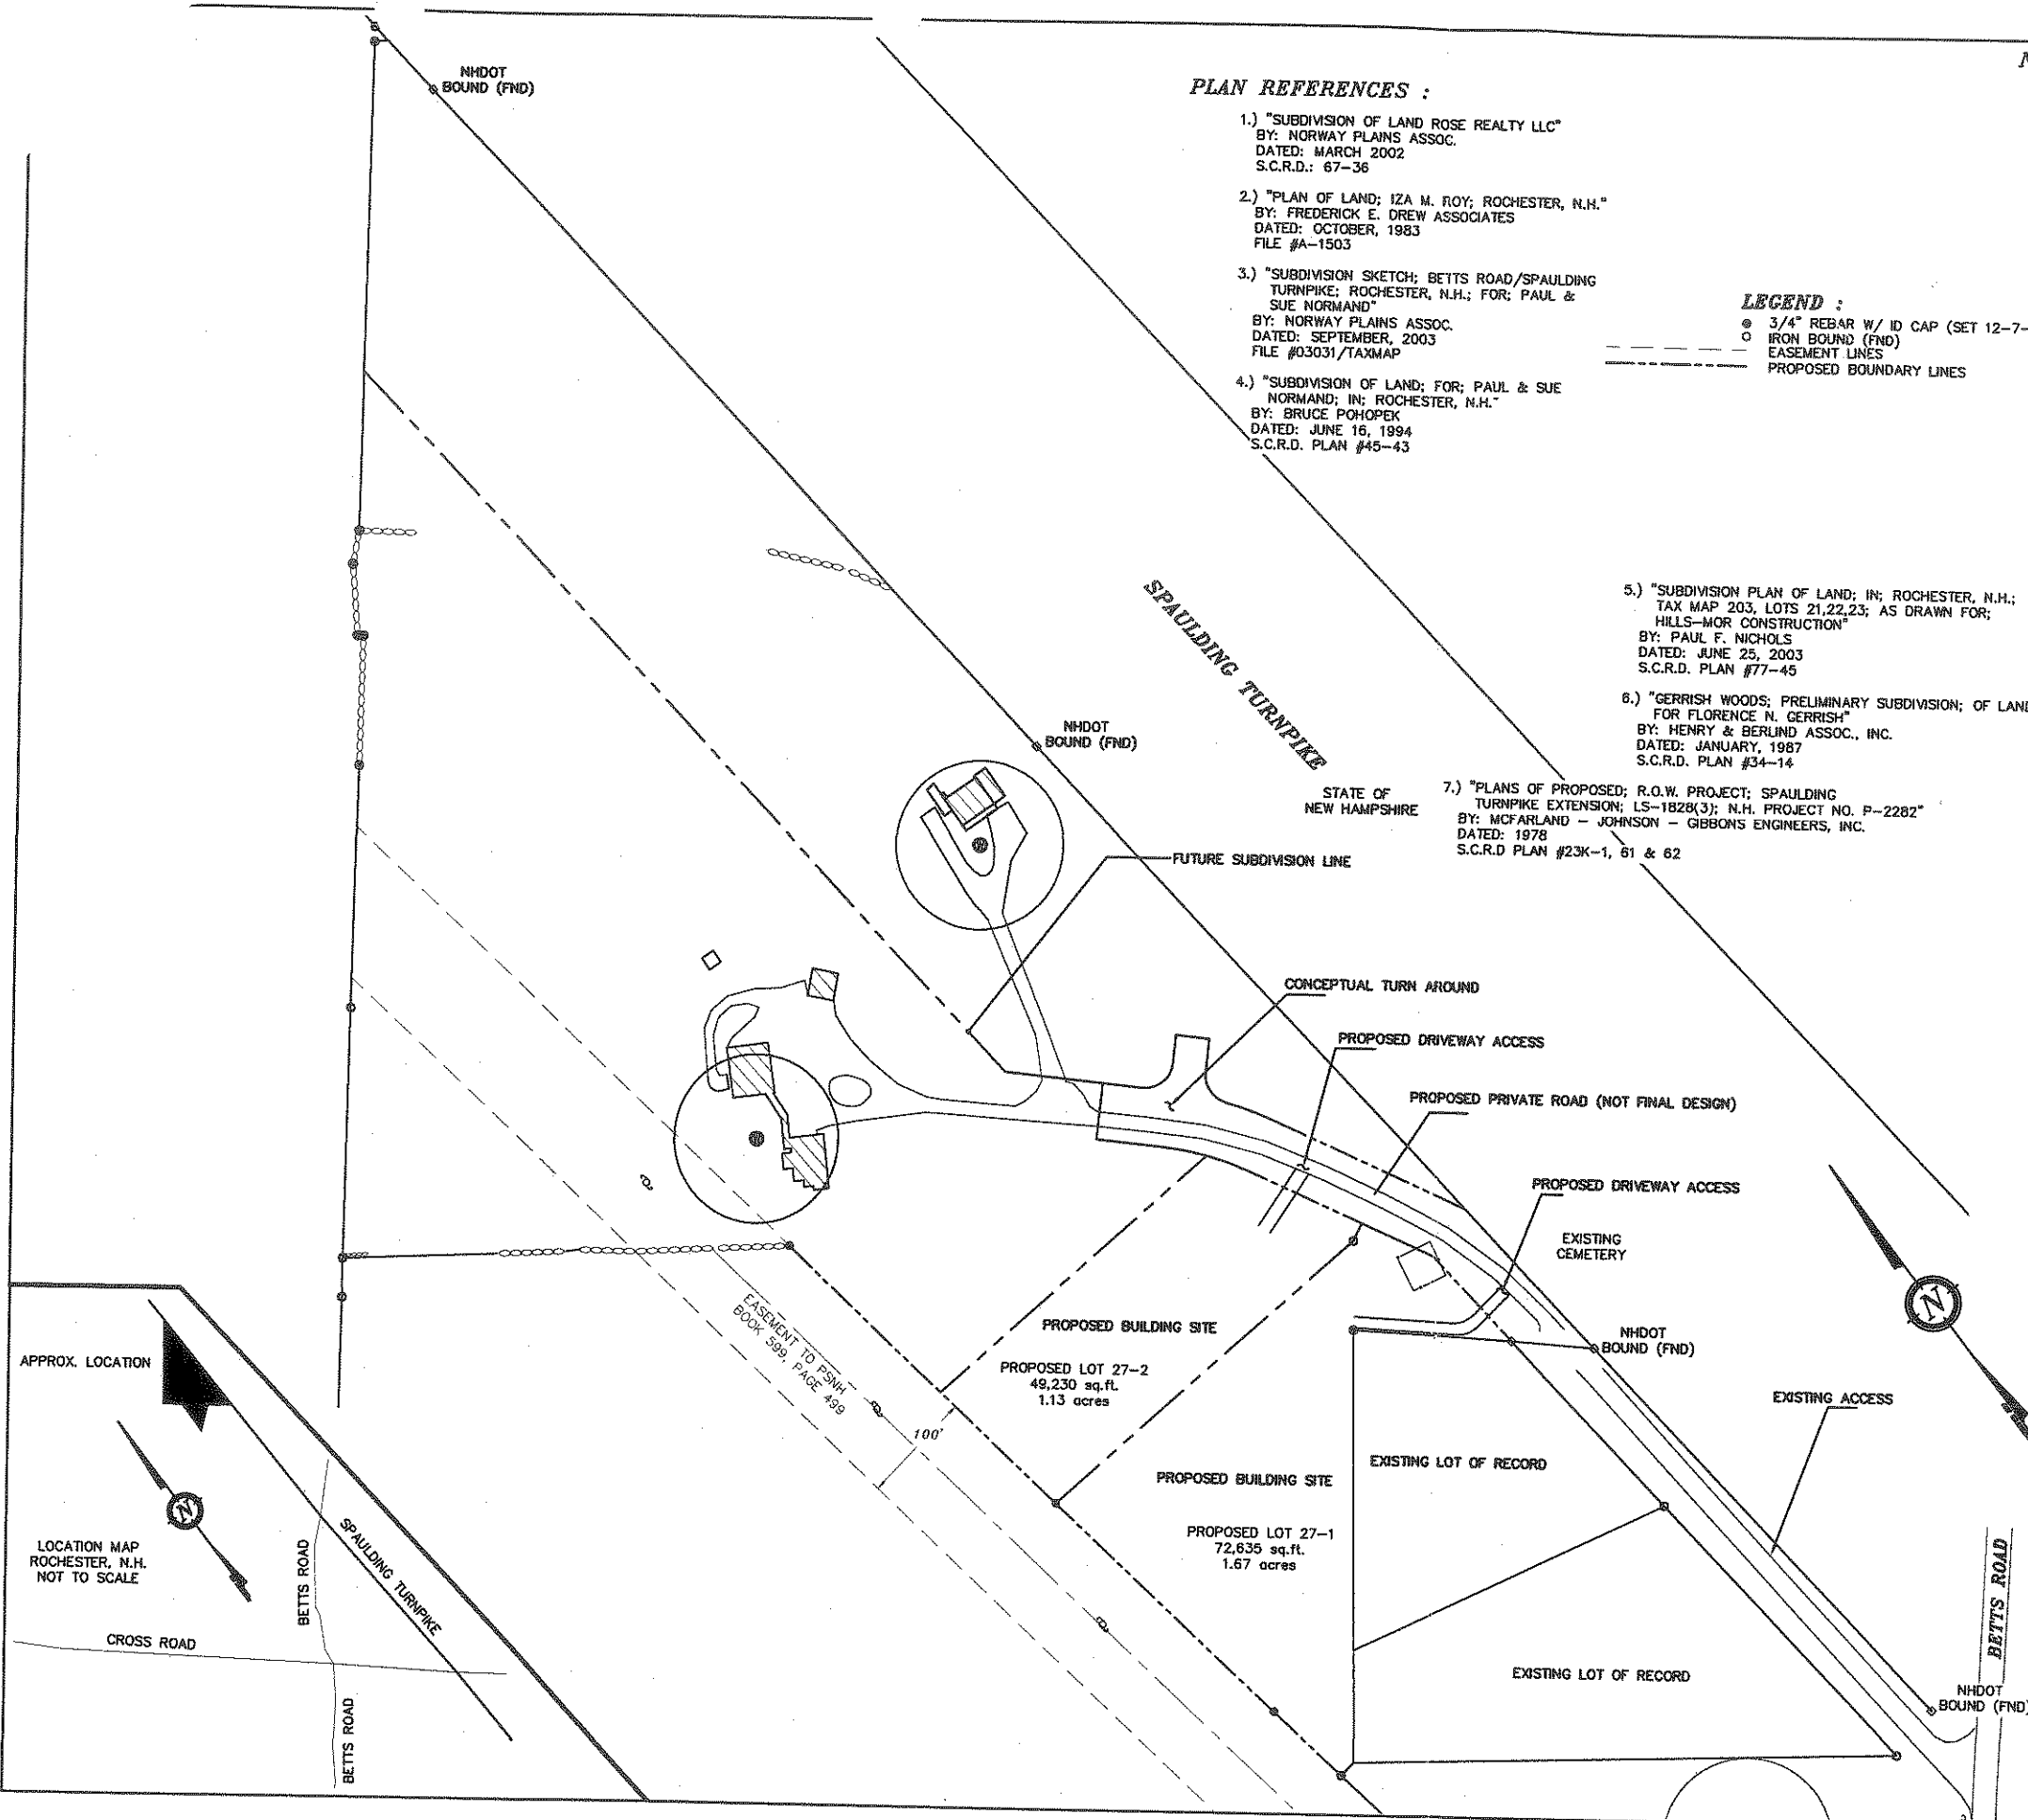 NHDOT
BOUND (FND)
PLAN REFERENCES :
1.) "SUBDIVISION OF LAND ROSE REALTY LLC"
BY: NORWAY PLAINS ASSOC.
DATED: MARCH 2002
S.C.R.D.: 67-36
2.) "PLAN OF LAND; IZA M. ROY; ROCHESTER, N.H."
BY: FREDERICK E. DREW ASSOCIATES
DATED: OCTOBER, 1983
FILE #A-1503
3.) "SUBDIVISION SKETCH; BETTS ROAD/SPAULDING
TURNPIKE; ROCHESTER, N.H.; FOR; PAUL &
SUE NORMAND"
BY: NORWAY PLAINS ASSOC.
DATED: SEPTEMBER, 2003
FILE #03031/TAXMAP
4.) "SUBDIVISION OF LAND; FOR; PAUL & SUE
NORMAND; IN; ROCHESTER, N.H."
BY: BRUCE POHOPEK
DATED: JUNE 16, 1994
S.C.R.D. PLAN #45-43
LEGEND :
3/4" REBAR W/ ID CAP (SET 12-7-
IRON BOUND (FND)
EASEMENT LINES
PROPOSED BOUNDARY LINES
5.) "SUBDIVISION PLAN OF LAND; IN; ROCHESTER, N.H.;
TAX MAP 203, LOTS 21,22,23; AS DRAWN FOR;
HILLS-MOR CONSTRUCTION"
BY: PAUL F. NICHOLS
DATED: JUNE 25, 2003
S.C.R.D. PLAN #77-45
6.) "GERRISH WOODS; PRELIMINARY SUBDIVISION; OF LAND
FOR FLORENCE N. GERRISH"
BY: HENRY & BERLIND ASSOC., INC.
DATED: JANUARY, 1987
S.C.R.D. PLAN #34-14
7.) "PLANS OF PROPOSED; R.O.W. PROJECT; SPAULDING
TURNPIKE EXTENSION; LS-1828(3); N.H. PROJECT NO. P-2282"
BY: MCFARLAND - JOHNSON - GIBBONS ENGINEERS, INC.
DATED: 1978
S.C.R.D PLAN #23K-1, 61 & 62
SPAULDING TURNPIKE
STATE OF
NEW HAMPSHIRE
NHDOT
BOUND (FND)
FUTURE SUBDIVISION LINE
CONCEPTUAL TURN AROUND
PROPOSED DRIVEWAY ACCESS
PROPOSED PRIVATE ROAD (NOT FINAL DESIGN)
PROPOSED DRIVEWAY ACCESS
EXISTING
CEMETERY
N
NHDOT
BOUND (FND)
EXISTING ACCESS
EASEMENT TO PSNH
BOOK 599, PAGE 499
100'
PROPOSED BUILDING SITE
PROPOSED LOT 27-2
49,230 sq.ft.
1.13 acres
PROPOSED BUILDING SITE
PROPOSED LOT 27-1
72,635 sq.ft.
1.67 acres
EXISTING LOT OF RECORD
EXISTING LOT OF RECORD
BETTS ROAD
NHDOT
BOUND (FND)
APPROX. LOCATION
N
LOCATION MAP
ROCHESTER, N.H.
NOT TO SCALE
SPAULDING TURNPIKE
BETTS ROAD
CROSS ROAD
BETTS ROAD